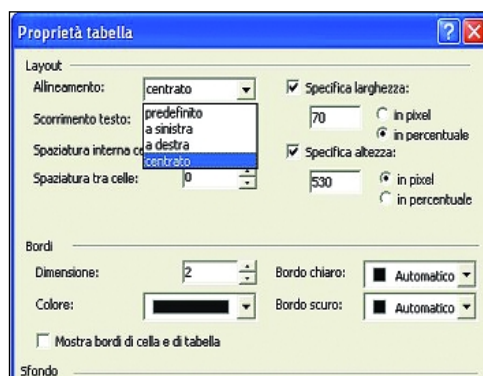 Proprietà tabella
Layout
Allineamento: centrato
Specifica larghezza:
predefinito
a sinistra
a destra
centrato
Scorrimento testo:
70 in pixel
in percentuale
Spaziatura interna ce
Specifica altezza:
Spaziatura tra celle: 0
530 in pixel
in percentuale
Bordi
Dimensione: 2
Bordo chiaro: Automatico
Colore:
Bordo scuro: Automatico
Mostra bordi di cella e di tabella
Sfondo